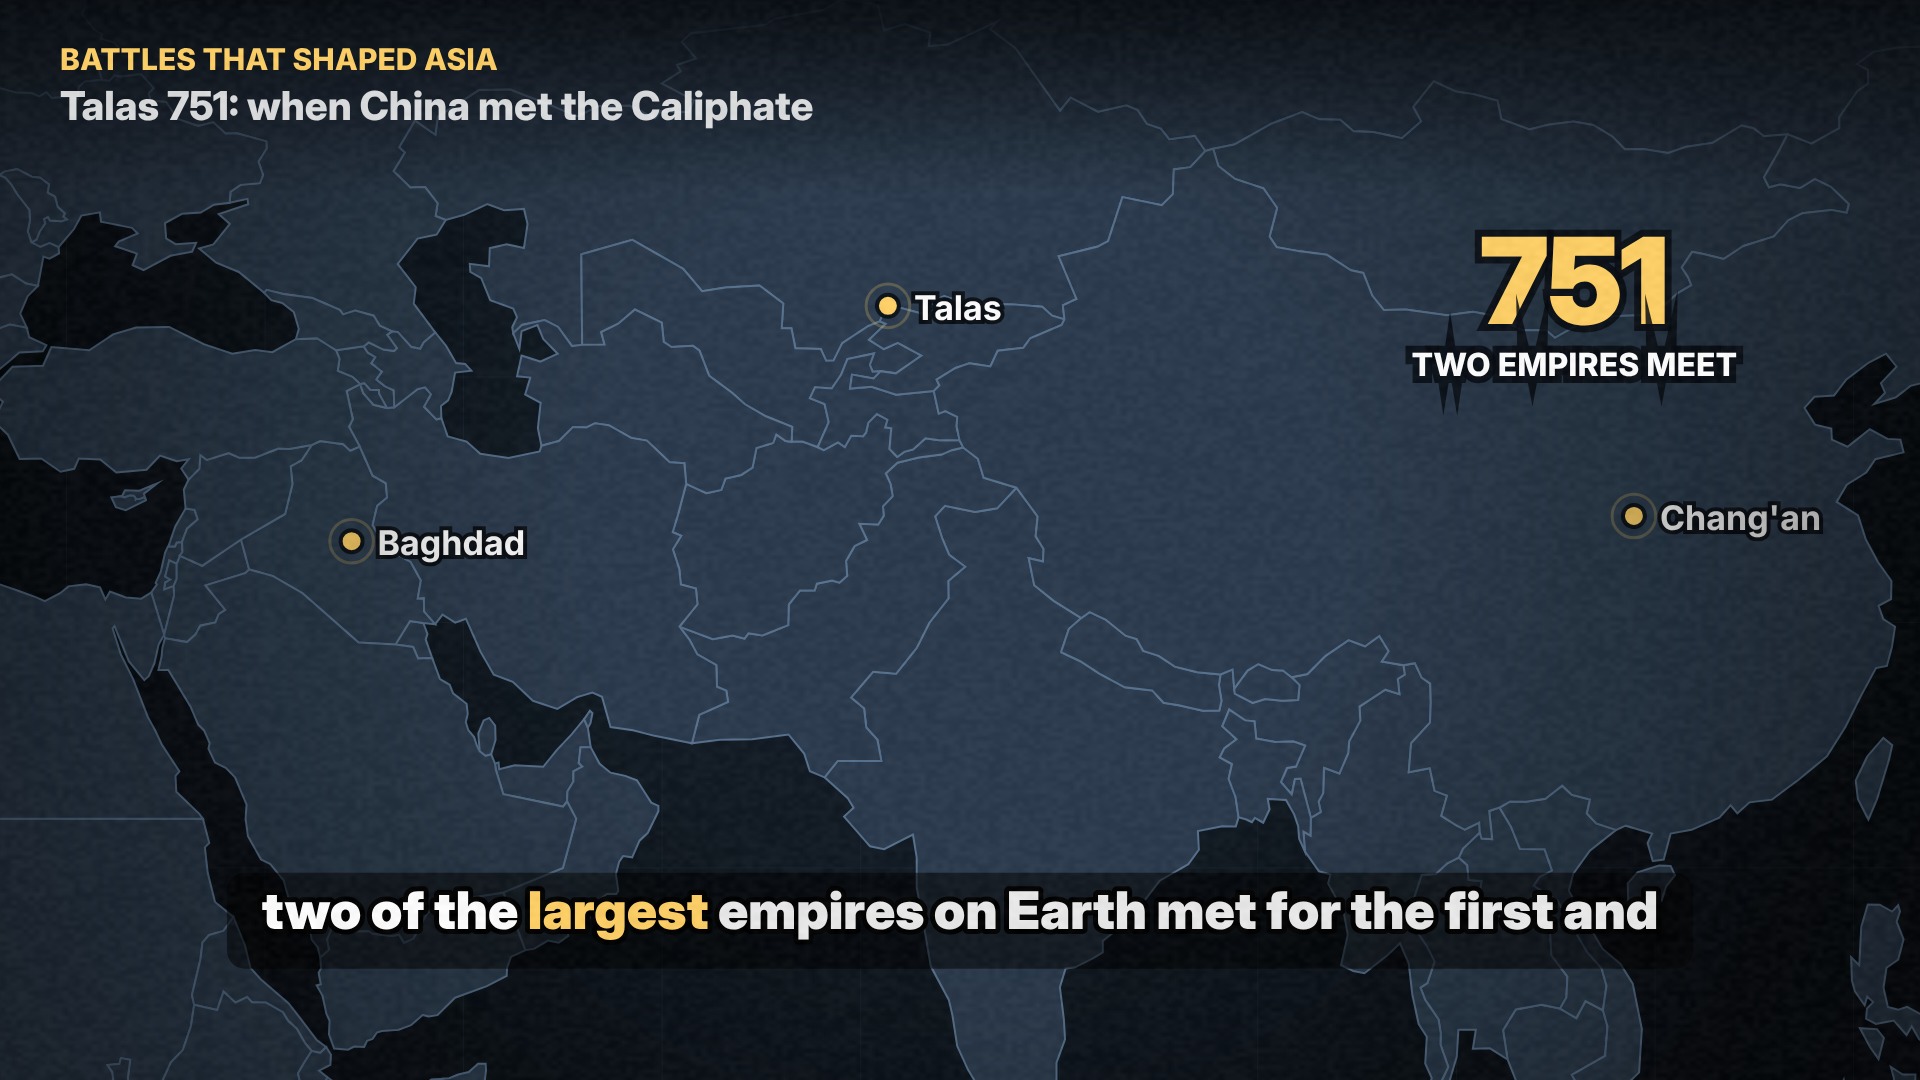 BATTLES THAT SHAPED ASIA
Talas 751: when China met the Caliphate
751
TWO EMPIRES MEET
Talas
Chang'an
Baghdad
two of the largest empires on Earth met for the first and